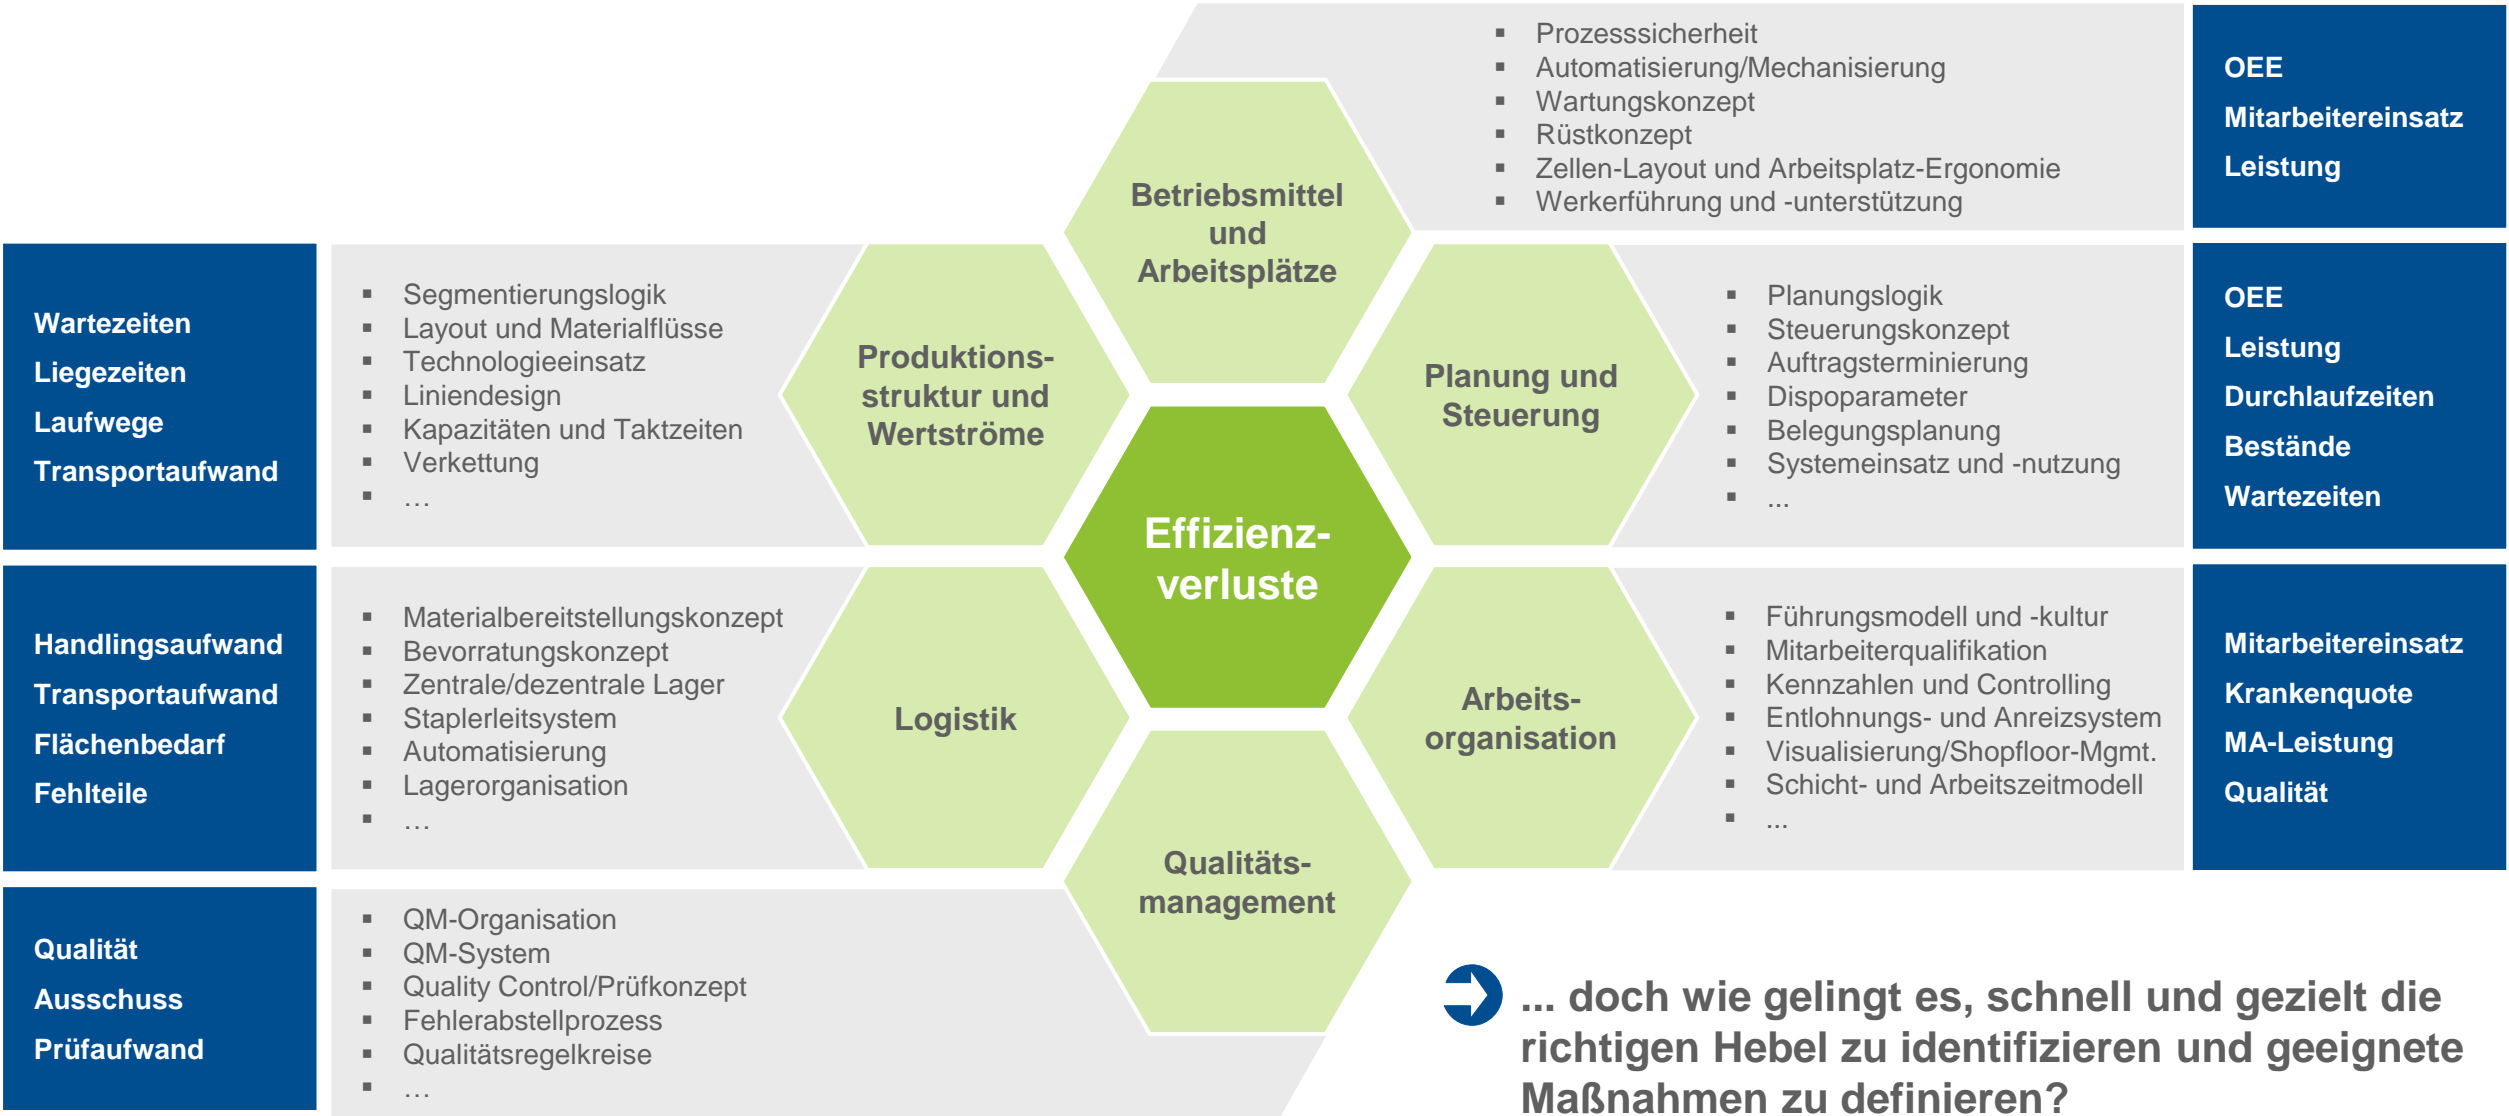 ▪ Prozesssicherheit
▪ Automatisierung/Mechanisierung
▪ Wartungskonzept
▪ Rüstkonzept
▪ Zellen-Layout und Arbeitsplatz-Ergonomie
▪ Werkerführung und -unterstützung
OEE
Mitarbeitereinsatz
Leistung
Betriebsmittel
und
Arbeitsplätze
Wartezeiten
Liegezeiten
Laufwege
Transportaufwand
▪ Segmentierungslogik
▪ Layout und Materialflüsse
▪ Technologieeinsatz
▪ Liniendesign
▪ Kapazitäten und Taktzeiten
▪ Verkettung
▪ …
Produktions-
struktur und
Wertströme
Planung und
Steuerung
▪ Planungslogik
▪ Steuerungskonzept
▪ Auftragsterminierung
▪ Dispoparameter
▪ Belegungsplanung
▪ Systemeinsatz und -nutzung
▪ ...
OEE
Leistung
Durchlaufzeiten
Bestände
Wartezeiten
Effizienz-
verluste
Handlingsaufwand
Transportaufwand
Flächenbedarf
Fehlteile
▪ Materialbereitstellungskonzept
▪ Bevorratungskonzept
▪ Zentrale/dezentrale Lager
▪ Staplerleitsystem
▪ Automatisierung
▪ Lagerorganisation
▪ …
Logistik
Arbeits-
organisation
▪ Führungsmodell und -kultur
▪ Mitarbeiterqualifikation
▪ Kennzahlen und Controlling
▪ Entlohnungs- und Anreizsystem
▪ Visualisierung/Shopfloor-Mgmt.
▪ Schicht- und Arbeitszeitmodell
▪ ...
Mitarbeitereinsatz
Krankenquote
MA-Leistung
Qualität
Qualitäts-
management
Qualität
Ausschuss
Prüfaufwand
▪ QM-Organisation
▪ QM-System
▪ Quality Control/Prüfkonzept
▪ Fehlerabstellprozess
▪ Qualitätsregelkreise
▪ …
... doch wie gelingt es, schnell und gezielt die
richtigen Hebel zu identifizieren und geeignete
Maßnahmen zu definieren?